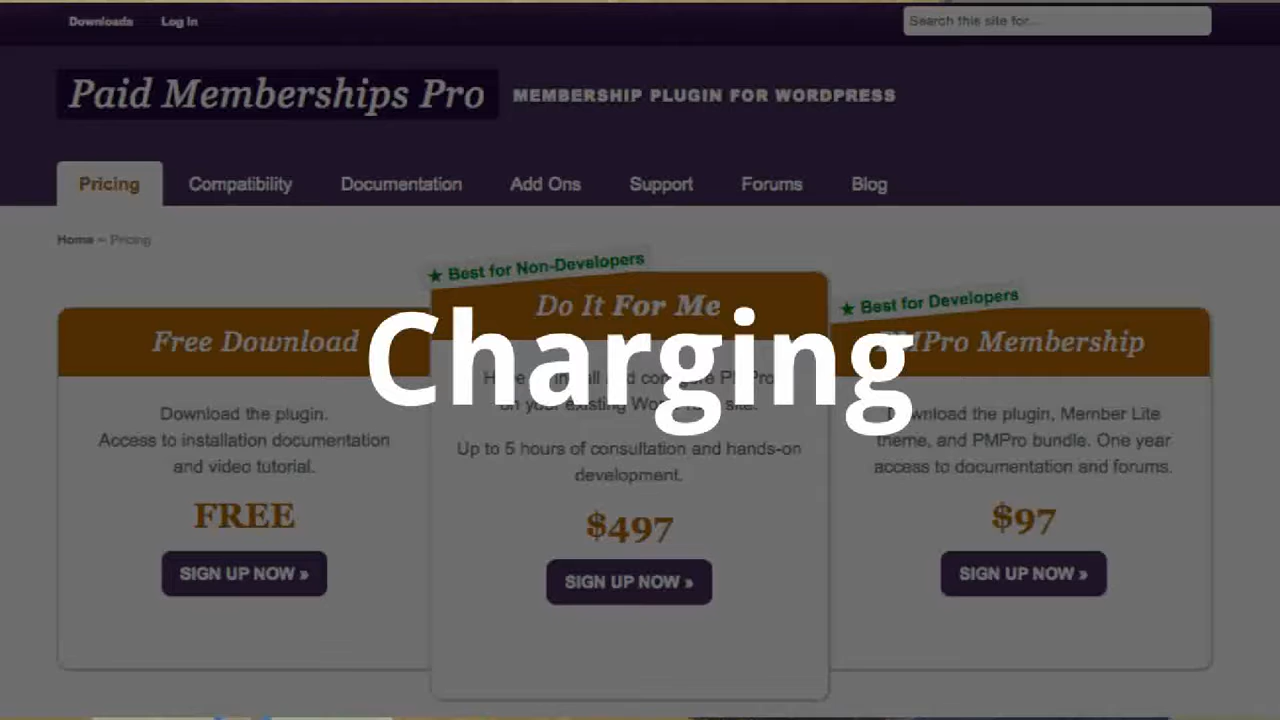 Downloads Log In
Search this site for...
Paid Memberships Pro MEMBERSHIP PLUGIN FOR WORDPRESS
Pricing Compatibility Documentation Add Ons Support Forums Blog
Home ~ Pricing
★ Best for Non-Developers
★ Best for Developers
Free Download
Download the plugin.
Access to installation documentation
and video tutorial.
FREE
SIGN UP NOW »
Do It For Me
on your existing site.
Up to 5 hours of consultation and hands-on
development.
$497
SIGN UP NOW »
Charging
Membership
the plugin, Member Lite
theme, and PMPro bundle. One year
access to documentation and forums.
$97
SIGN UP NOW »